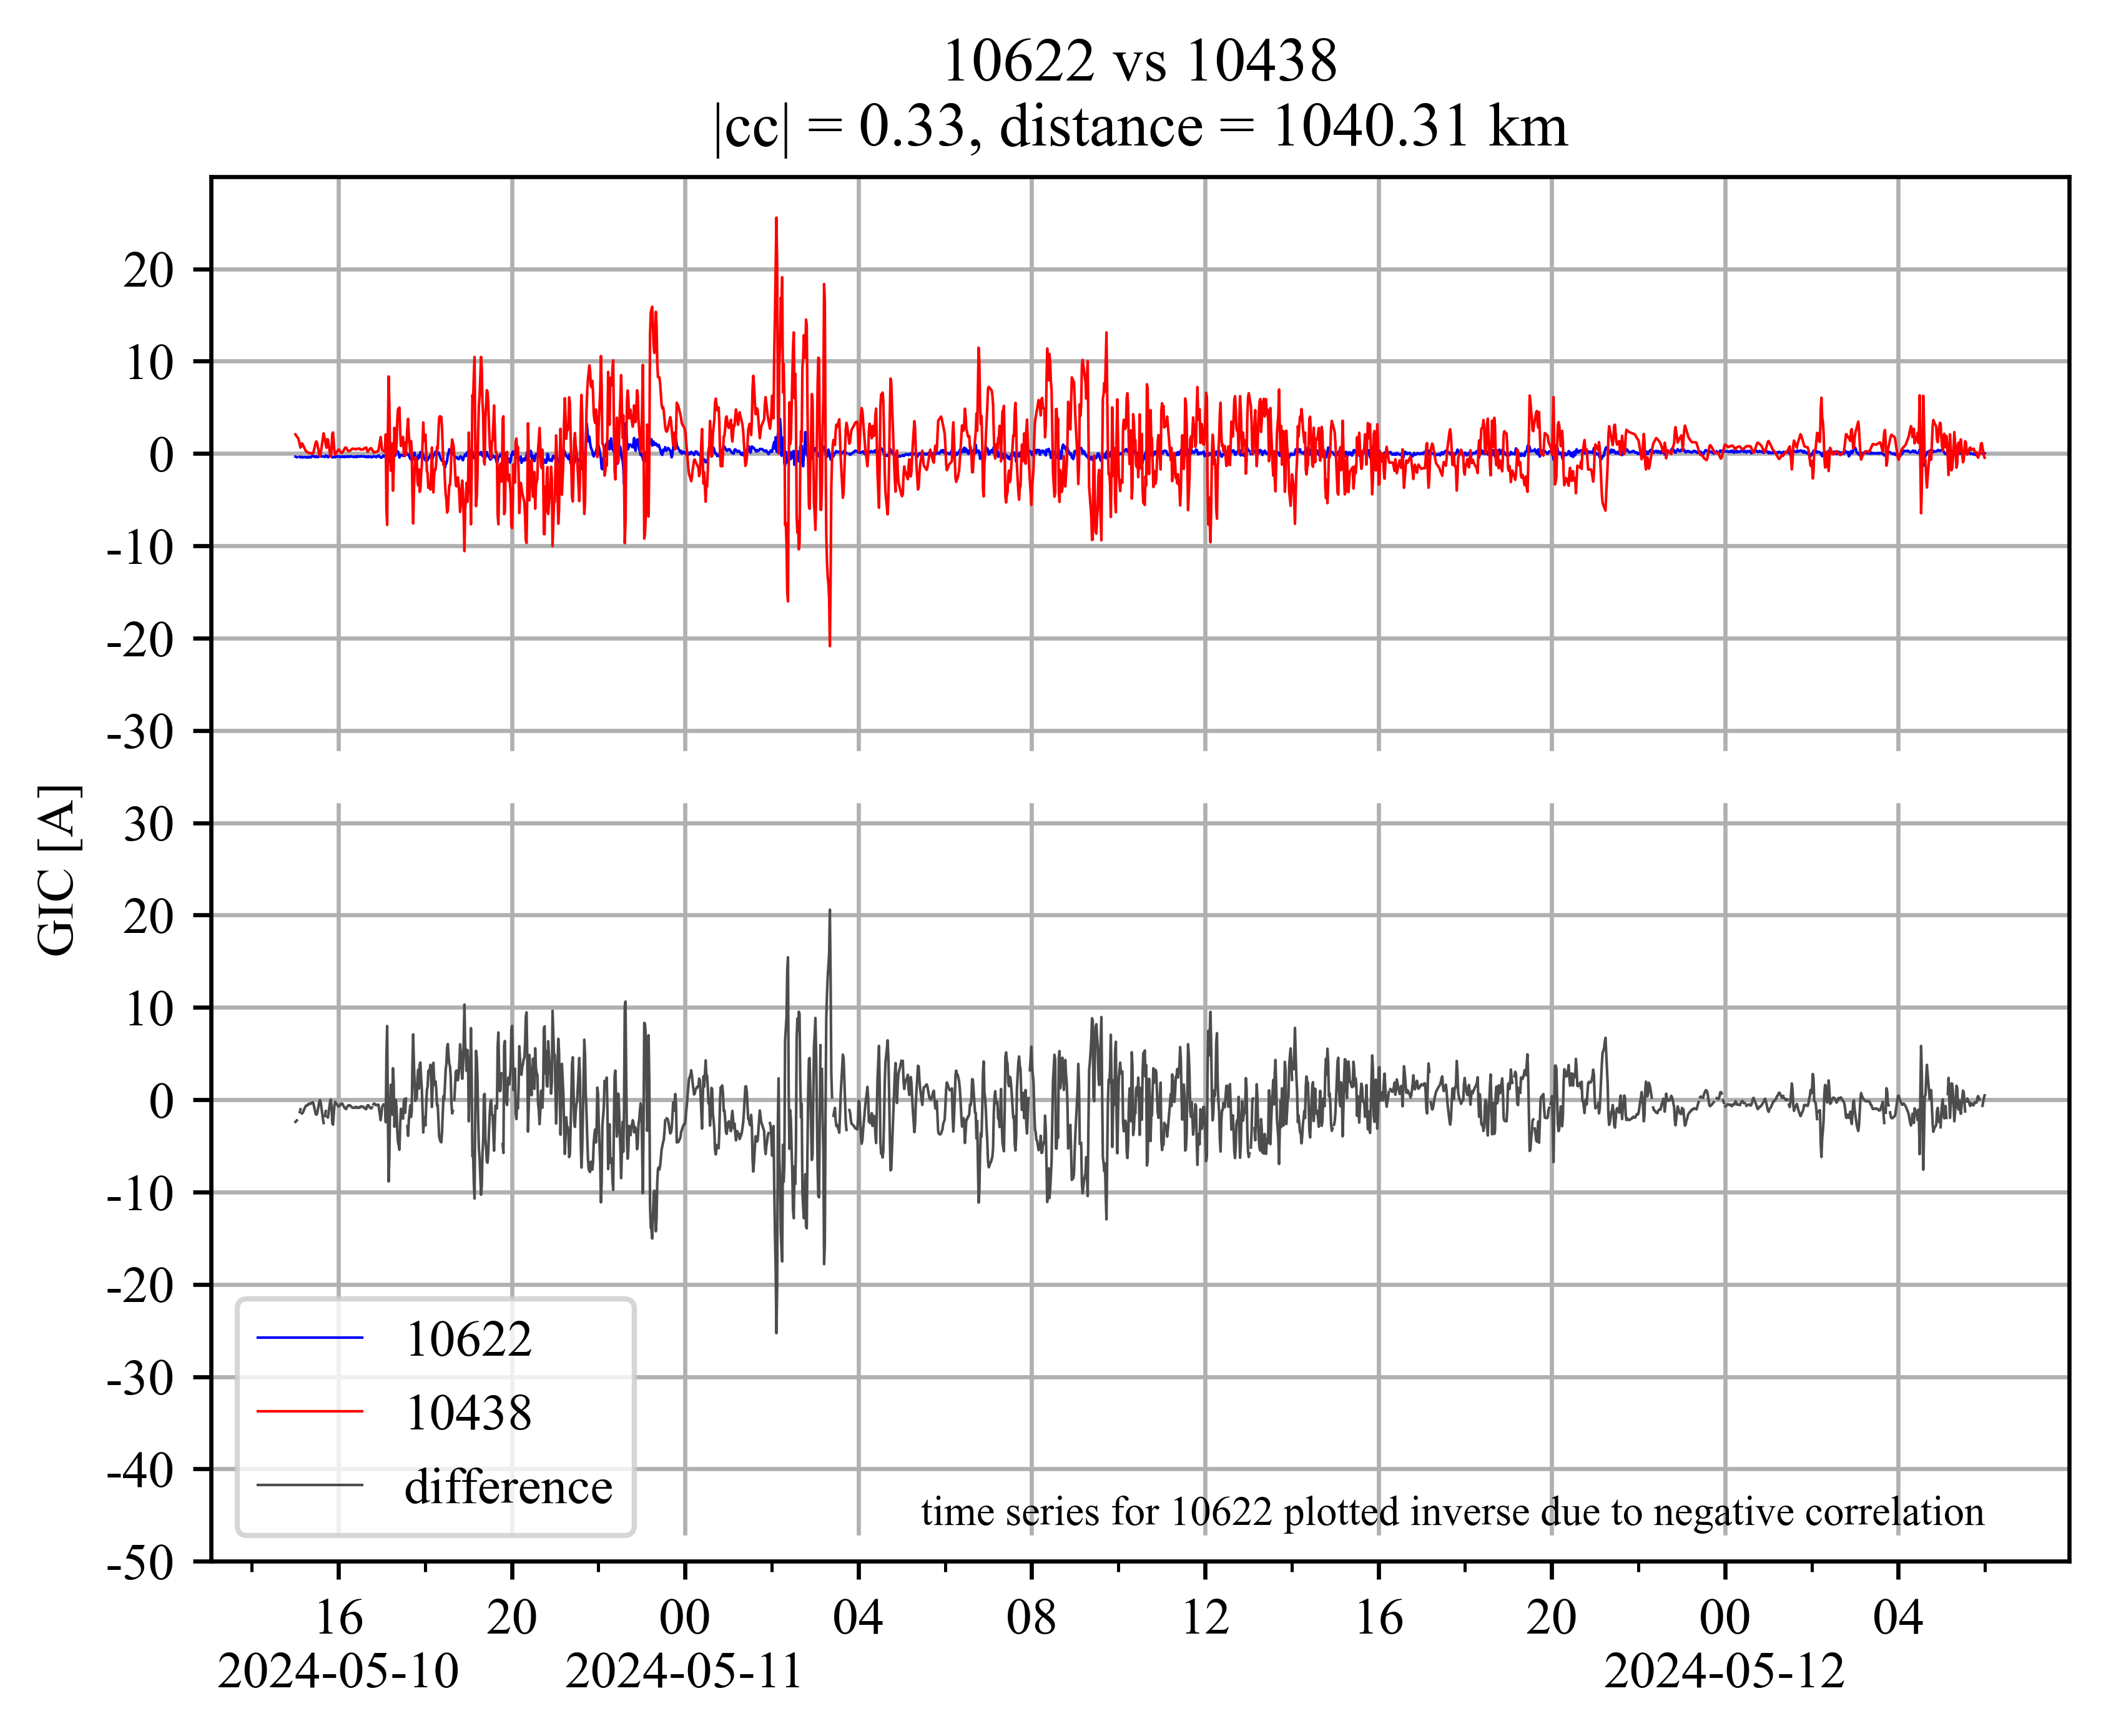 10622 vs 10438
|cc| = 0.33, distance = 1040.31 km
20
10
0
-10
-20
-30
GIC [A]
30
20
10
0
-10
-20
-30
-40
-50
10622
10438
difference
time series for 10622 plotted inverse due to negative correlation
16 20 00 04 08 12 16 20 00 04
2024-05-10 2024-05-11 2024-05-12